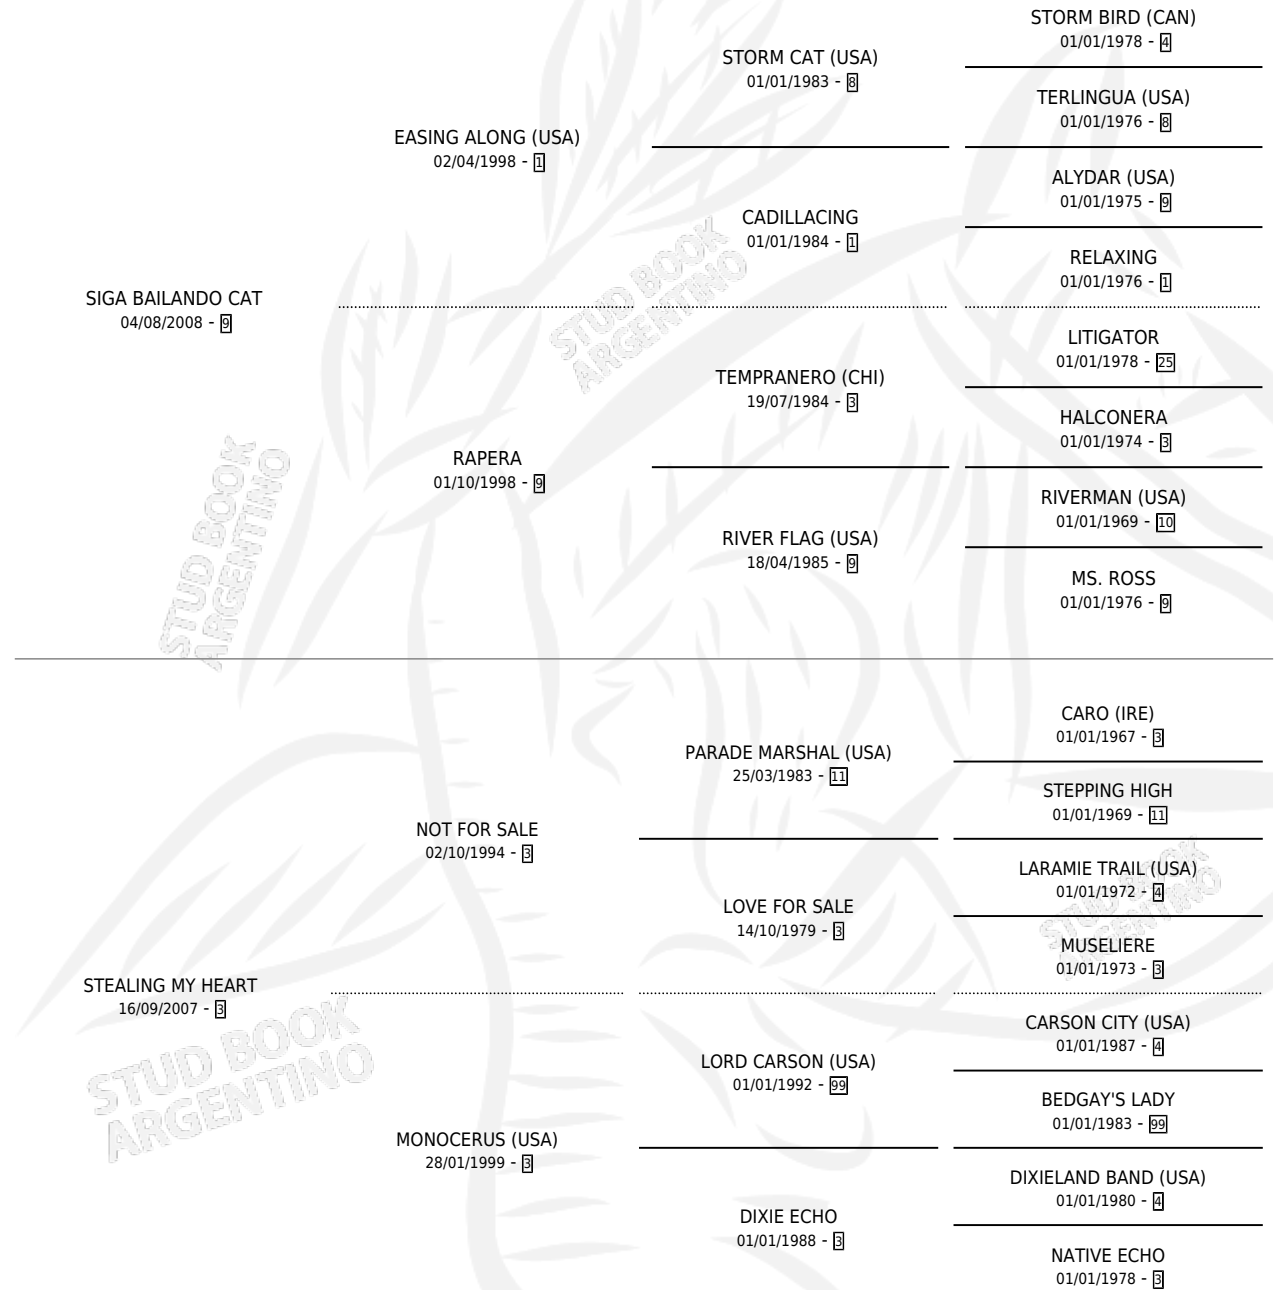 STORM BIRD (CAN)
01/01/1978 - 4
STORM CAT (USA)
01/01/1983 - 8
TERLINGUA (USA)
01/01/1976 - 8
EASING ALONG (USA)
02/04/1998 - 1
ALYDAR (USA)
01/01/1975 - 9
CADILLACING
01/01/1984 - 1
RELAXING
01/01/1976 - 1
SIGA BAILANDO CAT
04/08/2008 - 9
LITIGATOR
01/01/1978 - 25
TEMPRANERO (CHI)
19/07/1984 - 3
HALCONERA
01/01/1974 - 3
RAPERA
01/10/1998 - 9
RIVERMAN (USA)
01/01/1969 - 10
RIVER FLAG (USA)
18/04/1985 - 9
MS. ROSS
01/01/1976 - 9
CARO (IRE)
01/01/1967 - 3
PARADE MARSHAL (USA)
25/03/1983 - 11
STEPPING HIGH
01/01/1969 - 11
NOT FOR SALE
02/10/1994 - 3
LARAMIE TRAIL (USA)
01/01/1972 - 4
LOVE FOR SALE
14/10/1979 - 3
MUSELIERE
01/01/1973 - 3
STEALING MY HEART
16/09/2007 - 3
CARSON CITY (USA)
01/01/1987 - 4
LORD CARSON (USA)
01/01/1992 - 99
BEDGAY'S LADY
01/01/1983 - 99
MONOCERUS (USA)
28/01/1999 - 3
DIXIELAND BAND (USA)
01/01/1980 - 4
DIXIE ECHO
01/01/1988 - 3
NATIVE ECHO
01/01/1978 - 3
STUD BOOK
ARGENTINO
STUD BOOK
ARGENTINO
STUD BOOK
ARGENTINO
STUD BOOK
ARGENTINO